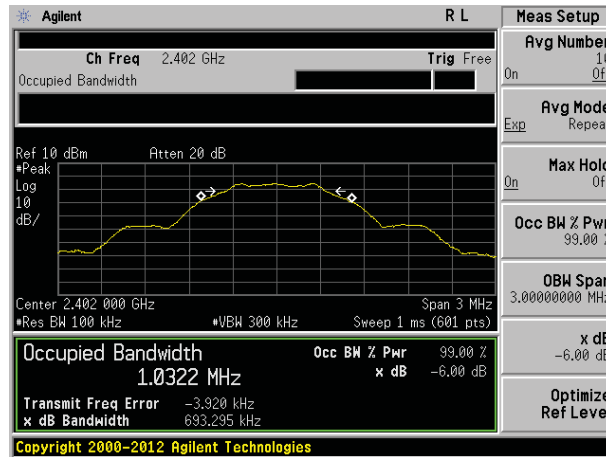 Agilent R L
Ch Freq 2.402 GHz Trig Free
Occupied Bandwidth
Ref 10 dBm Atten 20 dB
#Peak
Log
10
dB/
Center 2.402 000 GHz Span 3 MHz
#Res BW 100 kHz #VBW 300 kHz Sweep 1 ms (601 pts)
Occupied Bandwidth Occ BW % Pwr 99.00 %
1.0322 MHz x dB -6.00 dB
Transmit Freq Error -3.920 kHz
x dB Bandwidth 693.295 kHz
Copyright 2000-2012 Agilent Technologies
Meas Setup
Avg Number
On
Avg Mode
Exp
Max Hold
On
Occ BW % Pwr
99.00 %
OBW Span
3.00000000 MHz
x dB
-6.00 dB
Optimize
Ref Level